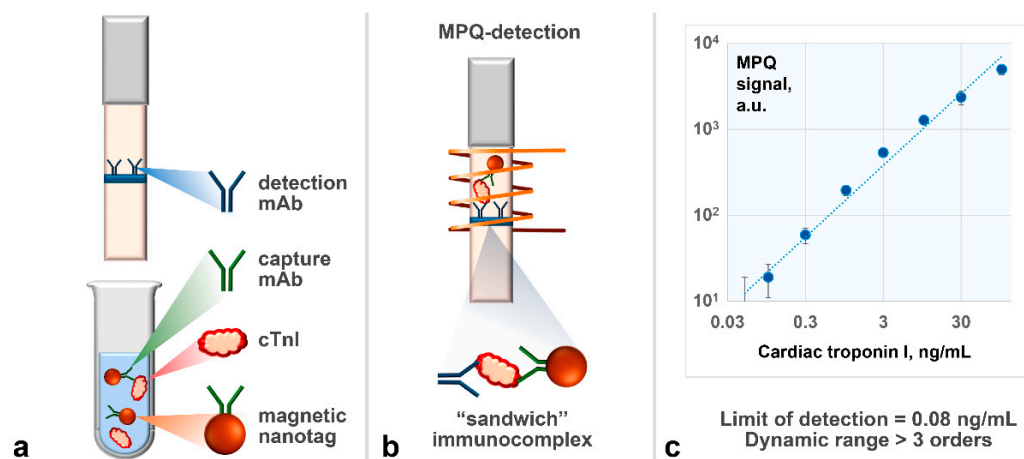 detection
mAb
capture
mAb
cTnI
magnetic
nanotag
a
MPQ-detection
“sandwich”
immunocomplex
b
MPQ
signal,
a.u.
10⁴
10³
10²
10¹
0.03
0.3
3
30
Cardiac troponin I, ng/mL
Limit of detection = 0.08 ng/mL
Dynamic range > 3 orders
c